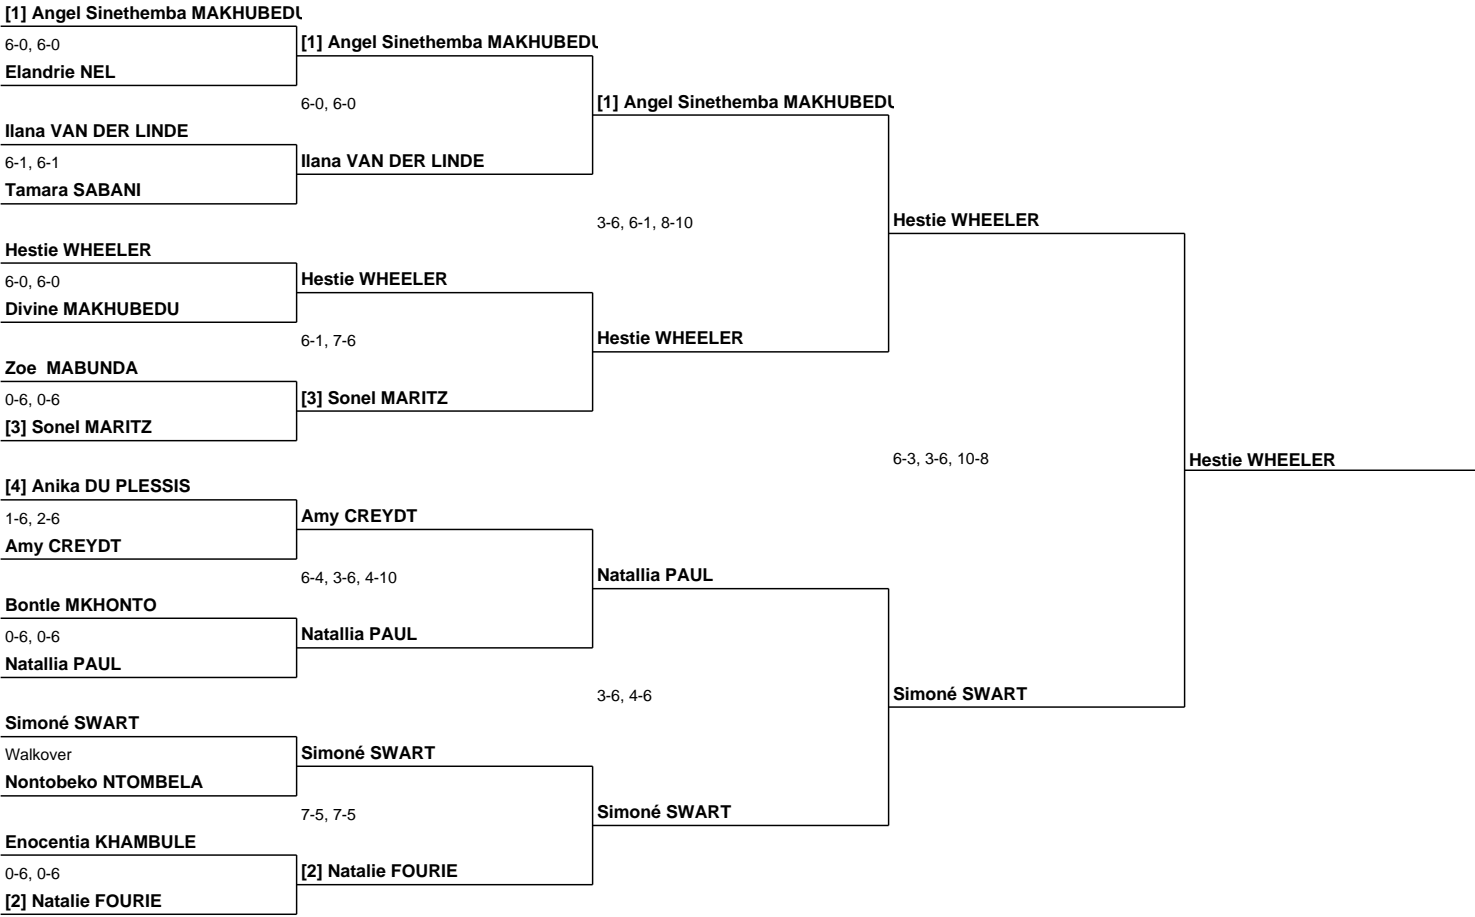 [1] Angel Sinethemba MAKHUBEDU
6-0, 6-0
Elandrie NEL
Ilana VAN DER LINDE
6-1, 6-1
Tamara SABANI
Hestie WHEELER
6-0, 6-0
Divine MAKHUBEDU
Zoe  MABUNDA
0-6, 0-6
[3] Sonel MARITZ
[4] Anika DU PLESSIS
1-6, 2-6
Amy CREYDT
Bontle MKHONTO
0-6, 0-6
Natallia PAUL
Simoné SWART
Walkover
Nontobeko NTOMBELA
Enocentia KHAMBULE
0-6, 0-6
[2] Natalie FOURIE
[1] Angel Sinethemba MAKHUBEDU
6-0, 6-0
Ilana VAN DER LINDE
Hestie WHEELER
6-1, 7-6
[3] Sonel MARITZ
Amy CREYDT
6-4, 3-6, 4-10
Natallia PAUL
Simoné SWART
7-5, 7-5
[2] Natalie FOURIE
[1] Angel Sinethemba MAKHUBEDU
3-6, 6-1, 8-10
Hestie WHEELER
Natallia PAUL
3-6, 4-6
Simoné SWART
Hestie WHEELER
6-3, 3-6, 10-8
Simoné SWART
Hestie WHEELER